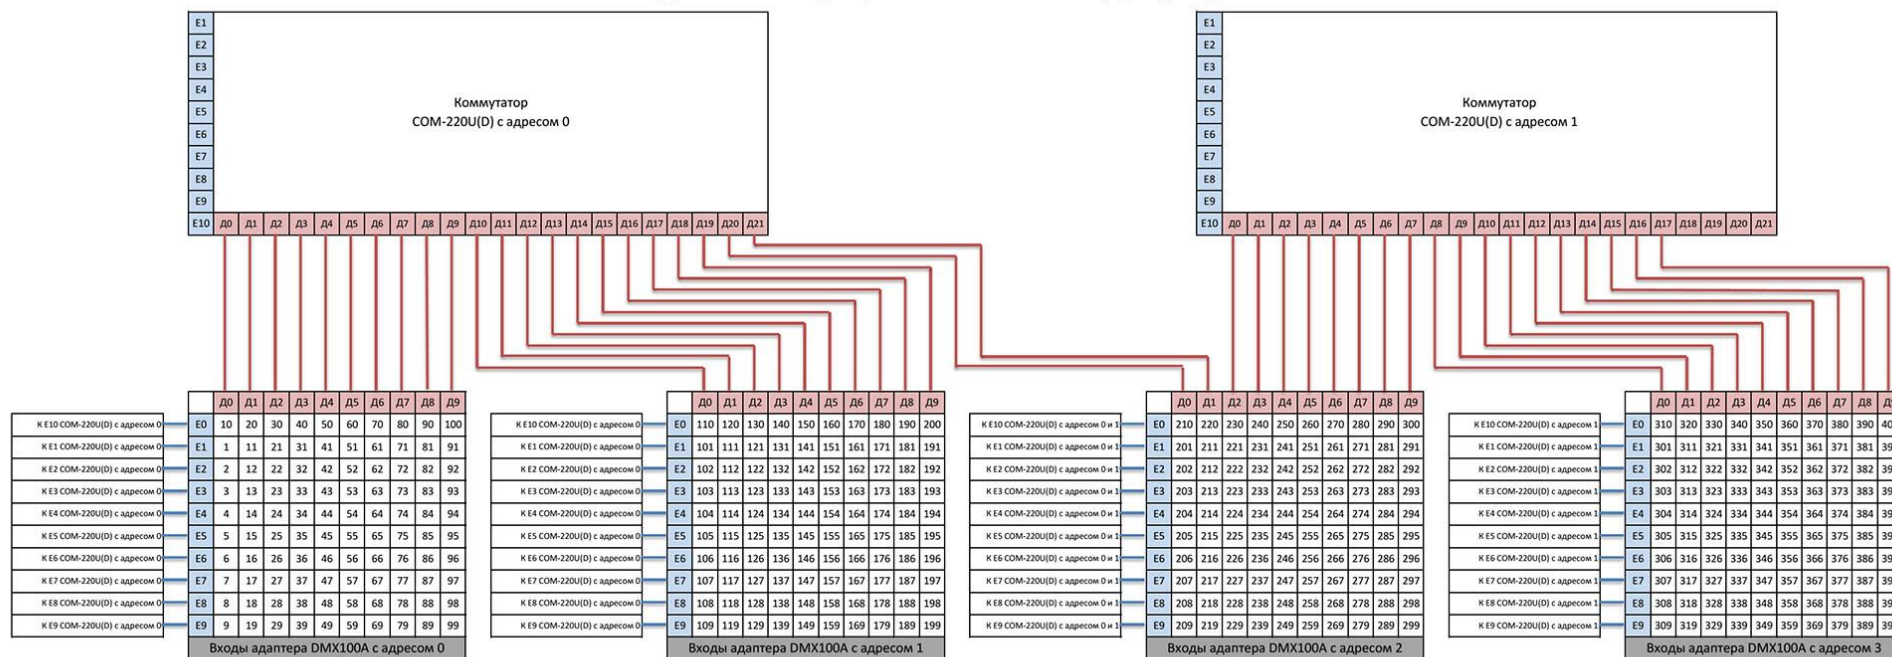 E1 E1
E2 E2
E3 E3
E4 E4
E5 E5
E6 E6
E7 E7
E8 E8
E9 E9
Коммутатор
COM-220U(D) с адресом 0
Коммутатор
COM-220U(D) с адресом 1
E10 Д0 Д1 Д2 Д3 Д4 Д5 Д6 Д7 Д8 Д9 Д10 Д11 Д12 Д13 Д14 Д15 Д16 Д17 Д18 Д19 Д20 Д21
E10 Д0 Д1 Д2 Д3 Д4 Д5 Д6 Д7 Д8 Д9 Д10 Д11 Д12 Д13 Д14 Д15 Д16 Д17 Д18 Д19 Д20 Д21
Д0 Д1 Д2 Д3 Д4 Д5 Д6 Д7 Д8 Д9
К E10 COM-220U(D) с адресом 0 E0 10 20 30 40 50 60 70 80 90 100
К E1 COM-220U(D) с адресом 0 E1 1 11 21 31 41 51 61 71 81 91
К E2 COM-220U(D) с адресом 0 E2 2 12 22 32 42 52 62 72 82 92
К E3 COM-220U(D) с адресом 0 E3 3 13 23 33 43 53 63 73 83 93
К E4 COM-220U(D) с адресом 0 E4 4 14 24 34 44 54 64 74 84 94
К E5 COM-220U(D) с адресом 0 E5 5 15 25 35 45 55 65 75 85 95
К E6 COM-220U(D) с адресом 0 E6 6 16 26 36 46 56 66 76 86 96
К E7 COM-220U(D) с адресом 0 E7 7 17 27 37 47 57 67 77 87 97
К E8 COM-220U(D) с адресом 0 E8 8 18 28 38 48 58 68 78 88 98
К E9 COM-220U(D) с адресом 0 E9 9 19 29 39 49 59 69 79 89 99
Входы адаптера DMX100A с адресом 0
Д0 Д1 Д2 Д3 Д4 Д5 Д6 Д7 Д8 Д9
К E10 COM-220U(D) с адресом 0 E0 110 120 130 140 150 160 170 180 190 200
К E1 COM-220U(D) с адресом 0 E1 101 111 121 131 141 151 161 171 181 191
К E2 COM-220U(D) с адресом 0 E2 102 112 122 132 142 152 162 172 182 192
К E3 COM-220U(D) с адресом 0 E3 103 113 123 133 143 153 163 173 183 193
К E4 COM-220U(D) с адресом 0 E4 104 114 124 134 144 154 164 174 184 194
К E5 COM-220U(D) с адресом 0 E5 105 115 125 135 145 155 165 175 185 195
К E6 COM-220U(D) с адресом 0 E6 106 116 126 136 146 156 166 176 186 196
К E7 COM-220U(D) с адресом 0 E7 107 117 127 137 147 157 167 177 187 197
К E8 COM-220U(D) с адресом 0 E8 108 118 128 138 148 158 168 178 188 198
К E9 COM-220U(D) с адресом 0 E9 109 119 129 139 149 159 169 179 189 199
Входы адаптера DMX100A с адресом 1
Д0 Д1 Д2 Д3 Д4 Д5 Д6 Д7 Д8 Д9
К E10 COM-220U(D) с адресом 0 и 1 E0 210 220 230 240 250 260 270 280 290 300
К E1 COM-220U(D) с адресом 0 и 1 E1 201 211 221 231 241 251 261 271 281 291
К E2 COM-220U(D) с адресом 0 и 1 E2 202 212 222 232 242 252 262 272 282 292
К E3 COM-220U(D) с адресом 0 и 1 E3 203 213 223 233 243 253 263 273 283 293
К E4 COM-220U(D) с адресом 0 и 1 E4 204 214 224 234 244 254 264 274 284 294
К E5 COM-220U(D) с адресом 0 и 1 E5 205 215 225 235 245 255 265 275 285 295
К E6 COM-220U(D) с адресом 0 и 1 E6 206 216 226 236 246 256 266 276 286 296
К E7 COM-220U(D) с адресом 0 и 1 E7 207 217 227 237 247 257 267 277 287 297
К E8 COM-220U(D) с адресом 0 и 1 E8 208 218 228 238 248 258 268 278 288 298
К E9 COM-220U(D) с адресом 0 и 1 E9 209 219 229 239 249 259 269 279 289 299
Входы адаптера DMX100A с адресом 2
Д0 Д1 Д2 Д3 Д4 Д5 Д6 Д7 Д8
К E10 COM-220U(D) с адресом 1 E0 310 320 330 340 350 360 370 380 390
К E1 COM-220U(D) с адресом 1 E1 301 311 321 331 341 351 361 371 381
К E2 COM-220U(D) с адресом 1 E2 302 312 322 332 342 352 362 372 382
К E3 COM-220U(D) с адресом 1 E3 303 313 323 333 343 353 363 373 383
К E4 COM-220U(D) с адресом 1 E4 304 314 324 334 344 354 364 374 384
К E5 COM-220U(D) с адресом 1 E5 305 315 325 335 345 355 365 375 385
К E6 COM-220U(D) с адресом 1 E6 306 316 326 336 346 356 366 376 386
К E7 COM-220U(D) с адресом 1 E7 307 317 327 337 347 357 367 377 387
К E8 COM-220U(D) с адресом 1 E8 308 318 328 338 348 358 368 378 388
К E9 COM-220U(D) с адресом 1 E9 309 319 329 339 349 359 369 379 389
Входы адаптера DMX100A с адресом 3